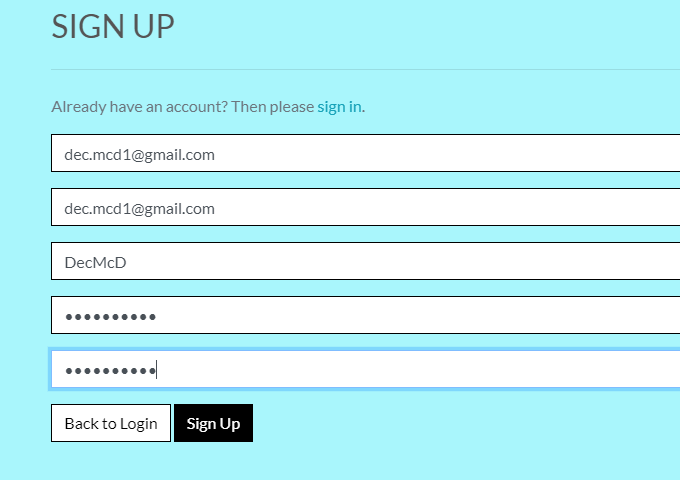 SIGN UP
Already have an account? Then please sign in.
dec.mcd1@gmail.com
dec.mcd1@gmail.com
DecMcD
••••••••••
••••••••••
Back to Login Sign Up